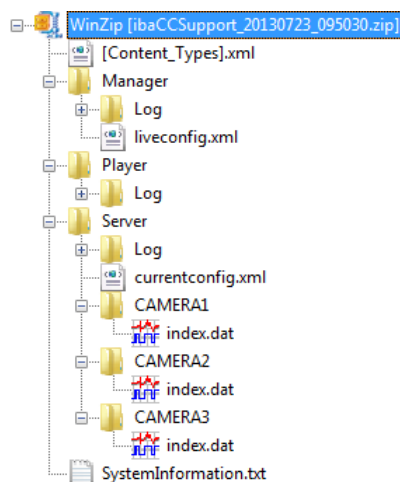 WinZip [ibaCCSupport_20130723_095030.zip]
[Content_Types].xml
Manager
Log
liveconfig.xml
Player
Log
Server
Log
currentconfig.xml
CAMERA1
index.dat
CAMERA2
index.dat
CAMERA3
index.dat
SystemInformation.txt